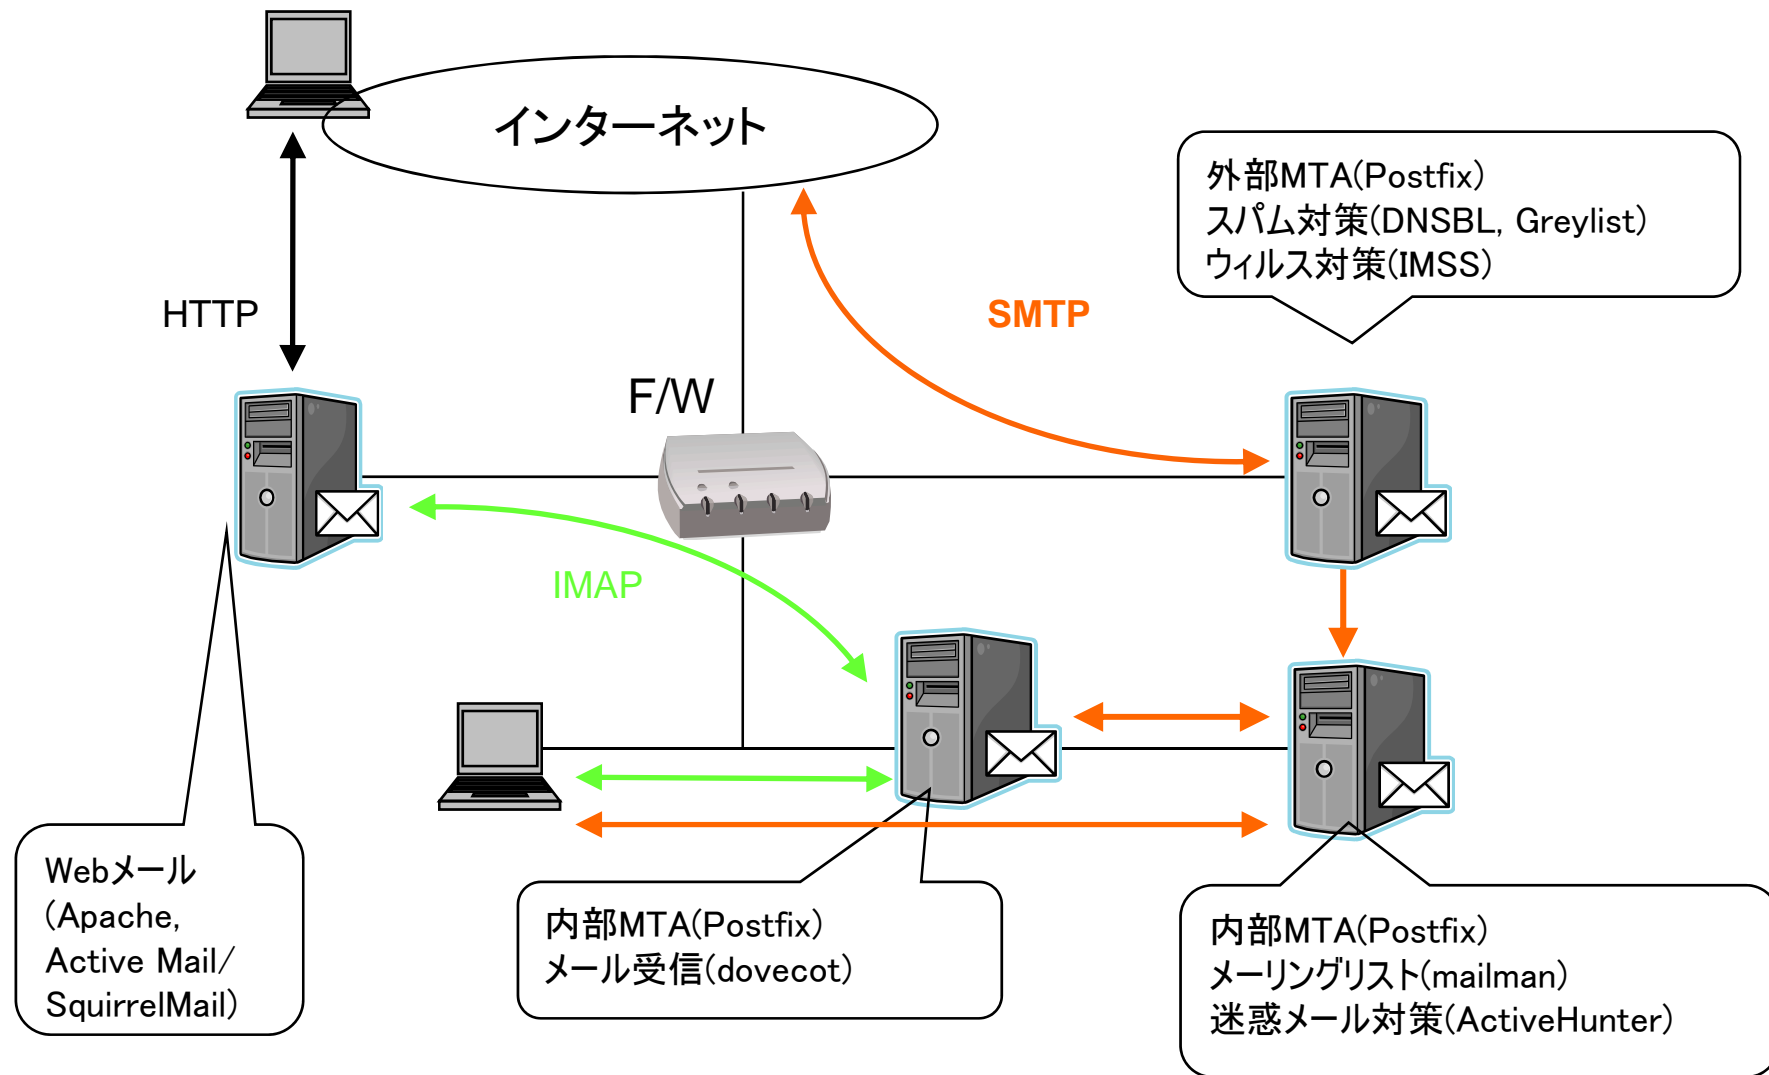 インターネット
外部MTA(Postfix)
スパム対策(DNSBL, Greylist)
ウィルス対策(IMSS)
HTTP
SMTP
F/W
IMAP
Webメール
(Apache,
Active Mail/
SquirrelMail)
内部MTA(Postfix)
メール受信(dovecot)
内部MTA(Postfix)
メーリングリスト(mailman)
迷惑メール対策(ActiveHunter)